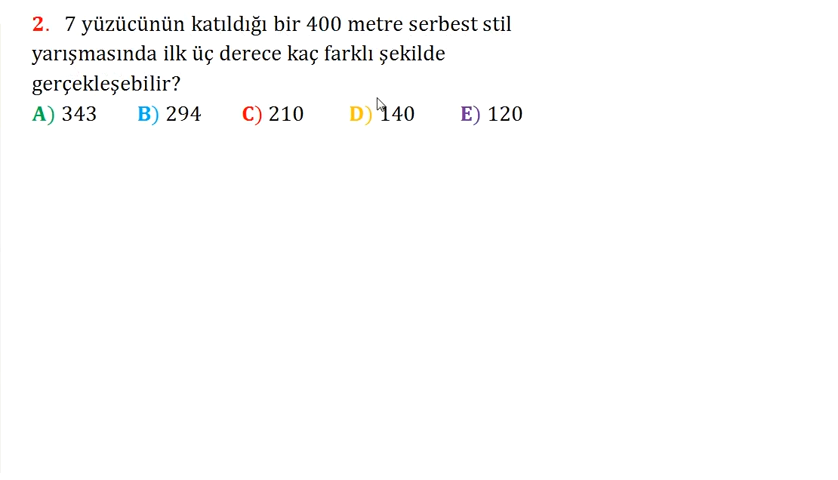 2. 7 yüzücünün katıldığı bir 400 metre serbest stil
yarışmasında ilk üç derece kaç farklı şekilde
gerçekleşebilir?
A) 343 B) 294 C) 210 D) 140 E) 120